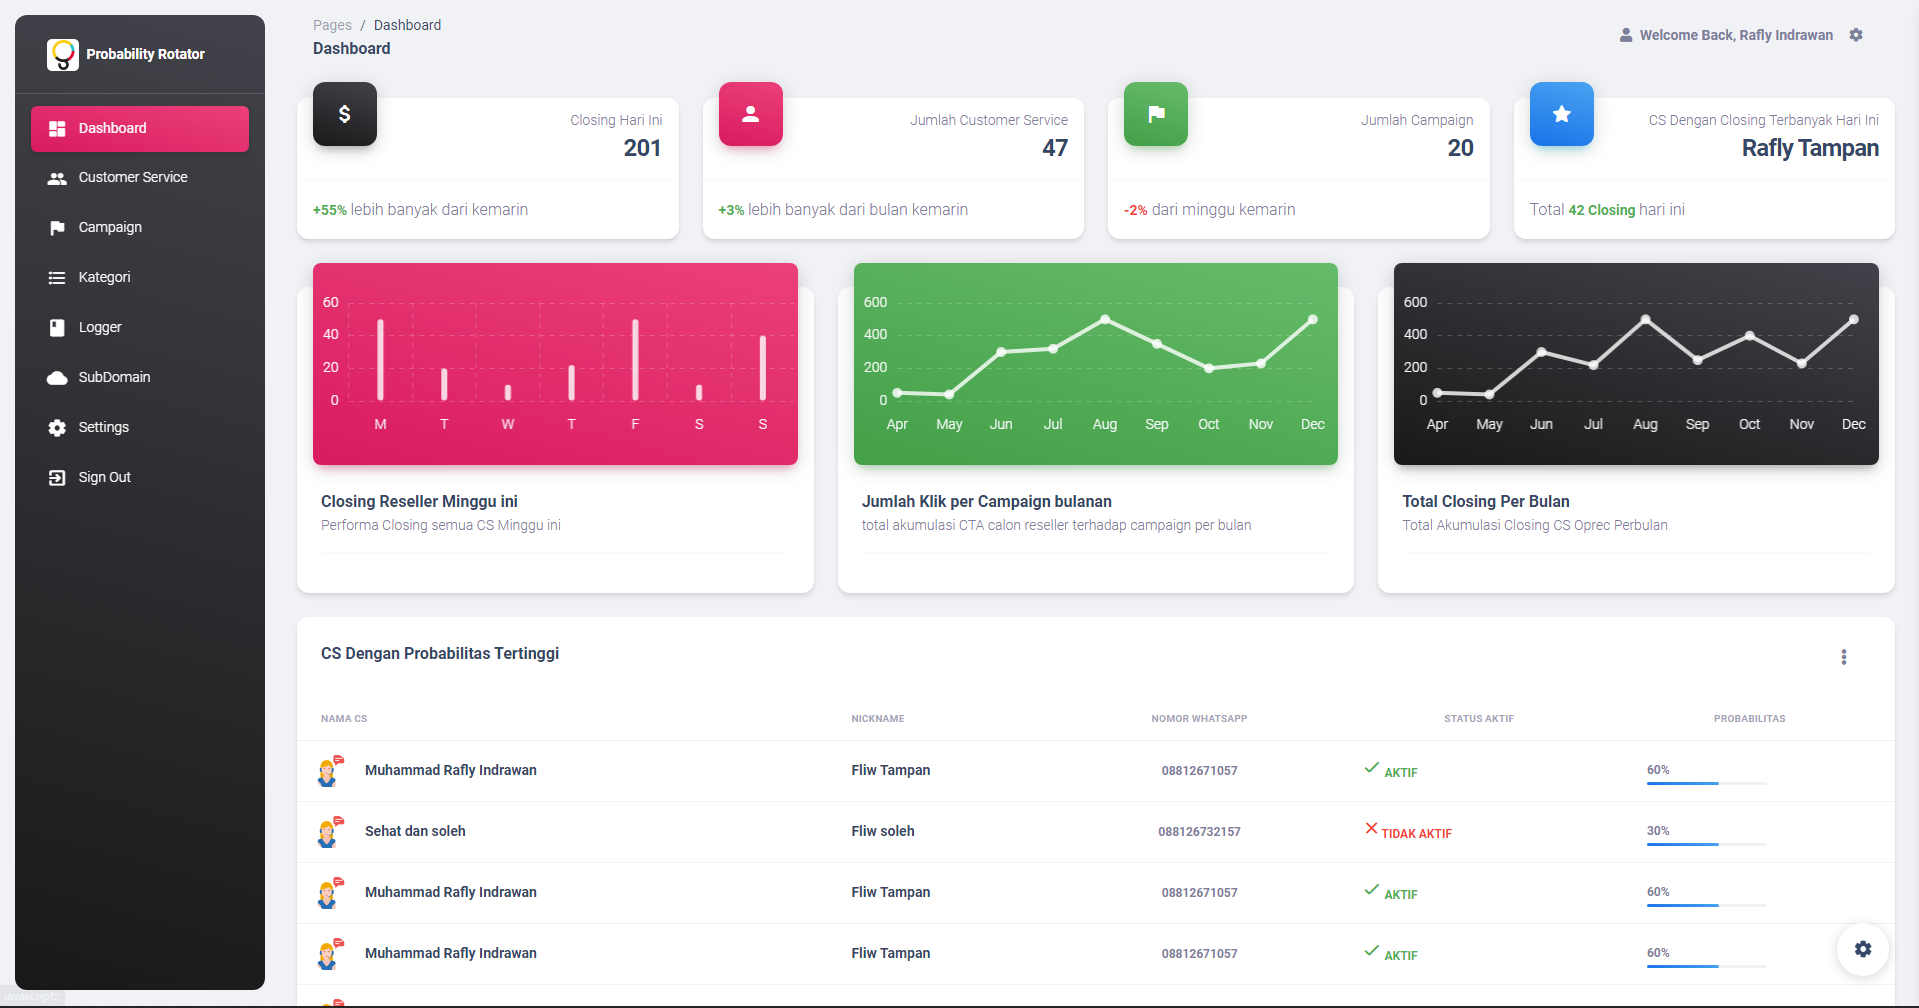 Probability Rotator
Dashboard
Customer Service
Campaign
Kategori
Logger
SubDomain
Settings
Sign Out
Pages / Dashboard
Dashboard
Welcome Back, Rafly Indrawan
Closing Hari Ini
201
+55% lebih banyak dari kemarin
Jumlah Customer Service
47
+3% lebih banyak dari bulan kemarin
Jumlah Campaign
20
-2% dari minggu kemarin
CS Dengan Closing Terbanyak Hari Ini
Rafly Tampan
Total 42 Closing hari ini
60
40
20
0
M T W T F S S
Closing Reseller Minggu ini
Performa Closing semua CS Minggu ini
600
400
200
0
Apr May Jun Jul Aug Sep Oct Nov Dec
Jumlah Klik per Campaign bulanan
total akumulasi CTA calon reseller terhadap campaign per bulan
600
400
200
0
Apr May Jun Jul Aug Sep Oct Nov Dec
Total Closing Per Bulan
Total Akumulasi Closing CS Oprec Perbulan
CS Dengan Probabilitas Tertinggi
NAMA CS NICKNAME NOMOR WHATSAPP STATUS AKTIF PROBABILITAS
Muhammad Rafly Indrawan Fliw Tampan 08812671057 AKTIF 60%
Sehat dan soleh Fliw soleh 088126732157 TIDAK AKTIF 30%
Muhammad Rafly Indrawan Fliw Tampan 08812671057 AKTIF 60%
Muhammad Rafly Indrawan Fliw Tampan 08812671057 AKTIF 60%